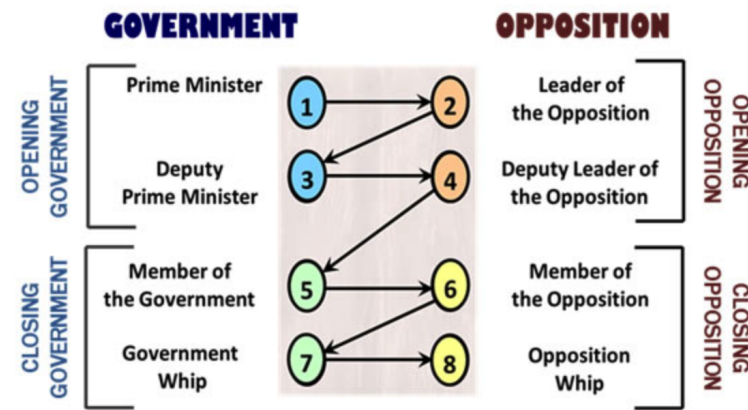 GOVERNMENT
OPPOSITION
OPENING
GOVERNMENT
Prime Minister
1
2
Leader of
the Opposition
OPENING
OPPOSITION
Deputy
Prime Minister
3
4
Deputy Leader of
the Opposition
CLOSING
GOVERNMENT
Member of
the Government
5
6
Member of
the Opposition
CLOSING
OPPOSITION
Government
Whip
7
8
Opposition
Whip